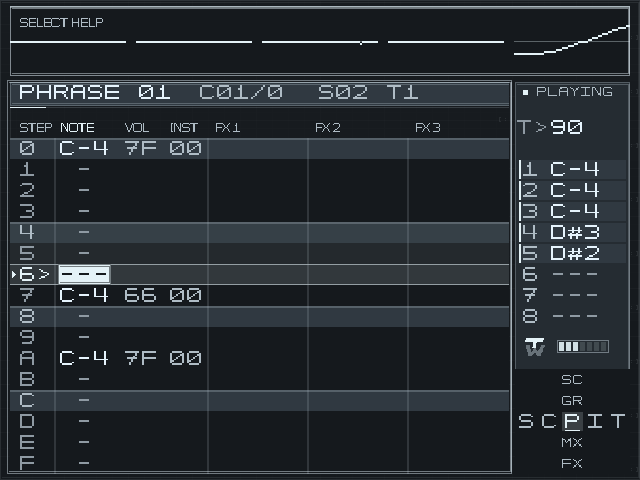 SELECT HELP
PHRASE 01 C01/0 S02 T1
STEP NOTE VOL INST FX1 FX2 FX3
0 C-4 7F 00
1 -
2 -
3 -
4 -
5 -
6> ---
7 C-4 66 00
8 -
9 -
A C-4 7F 00
B -
C -
D -
E -
F -
PLAYING
T>90
1 C-4
2 C-4
3 C-4
4 D#3
5 D#2
6 ---
7 ---
8 ---
TW
SC
GR
S C P I T
MX
FX